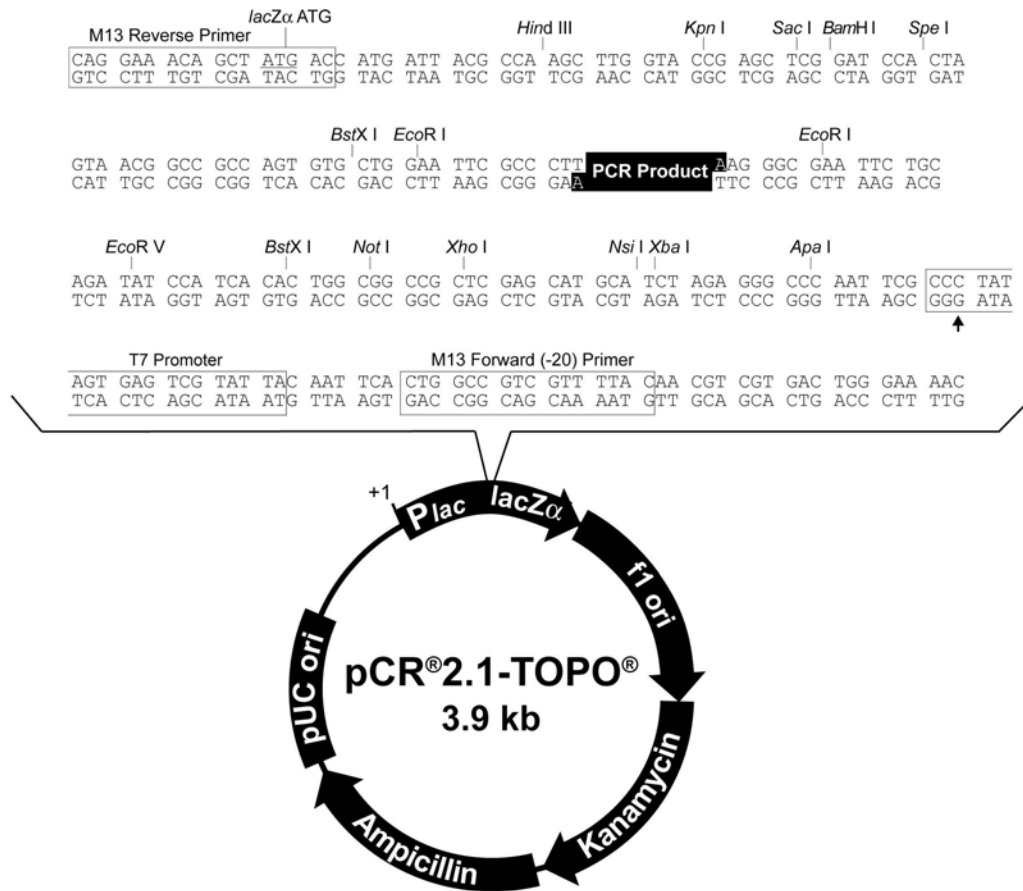 lacZα ATG
M13 Reverse Primer Hind III Kpn I Sac I BamH I Spe I
CAG GAA ACA GCT ATG ACC ATG ATT ACG CCA AGC TTG GTA CCG AGC TCG GAT CCA CTA
GTC CTT TGT CGA TAC TGG TAC TAA TGC GGT TCG AAC CAT GGC TCG AGC CTA GGT GAT
BstX I EcoR I EcoR I
GTA ACG GCC GCC AGT GTG CTG GAA TTC GCC CTT PCR Product AAG GGC GAA TTC TGC
CAT TGC CGG CGG TCA CAC GAC CTT AAG CGG GAA TTC CCG CTT AAG ACG
EcoR V BstX I Not I Xho I Nsi I Xba I Apa I
AGA TAT CCA TCA CAC TGG CGG CCG CTC GAG CAT GCA TCT AGA GGG CCC AAT TCG CCC TAT
TCT ATA GGT AGT GTG ACC GCC GGC GAG CTC GTA CGT AGA TCT CCC GGG TTA AGC GGG ATA
T7 Promoter M13 Forward (-20) Primer
AGT GAG TCG TAT TAC AAT TCA CTG GCC GTC GTT TTA CAA CGT CGT GAC TGG GAA AAC
TCA CTC AGC ATA ATG TTA AGT GAC CGG CAG CAA AAT GTT GCA GCA CTG ACC CTT TTG
+1 Plac lacZα
f1 ori
pUC ori
pCR®2.1-TOPO®
3.9 kb
Kanamycin
Ampicillin